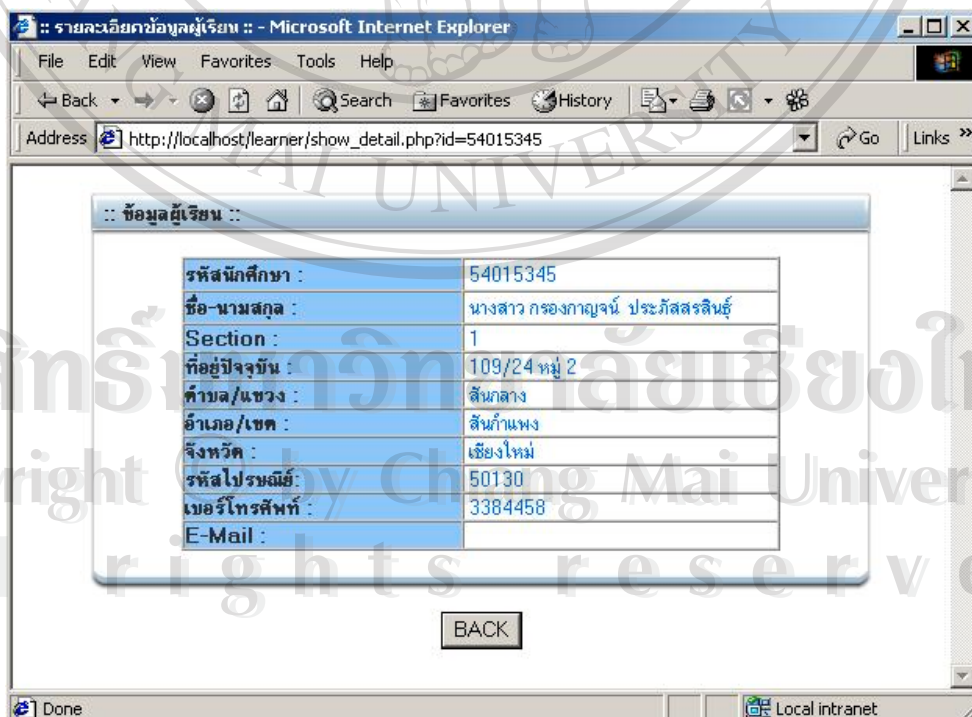 :: รายละเอียดข้อมูลผู้เรียน :: - Microsoft Internet Explorer
File Edit View Favorites Tools Help
Back Search Favorites History
Address http://localhost/learner/show_detail.php?id=54015345 Go Links »
MAI UNIVERSITY
:: ข้อมูลผู้เรียน ::
รหัสนักศึกษา : 54015345
ชื่อ-นามสกุล : นางสาว กรองกาญจน์ ประภัสสรสินธุ์
Section : 1
ที่อยู่ปัจจุบัน : 109/24 หมู่ 2
ตำบล/แขวง : สันกลาง
อำเภอ/เขต : สันกำแพง
จังหวัด : เชียงใหม่
รหัสไปรษณีย์: 50130
เบอร์โทรศัพท์ : 3384458
E-Mail :
right © by Chiang Mai Univer
rights reserv
BACK
Done Local intranet